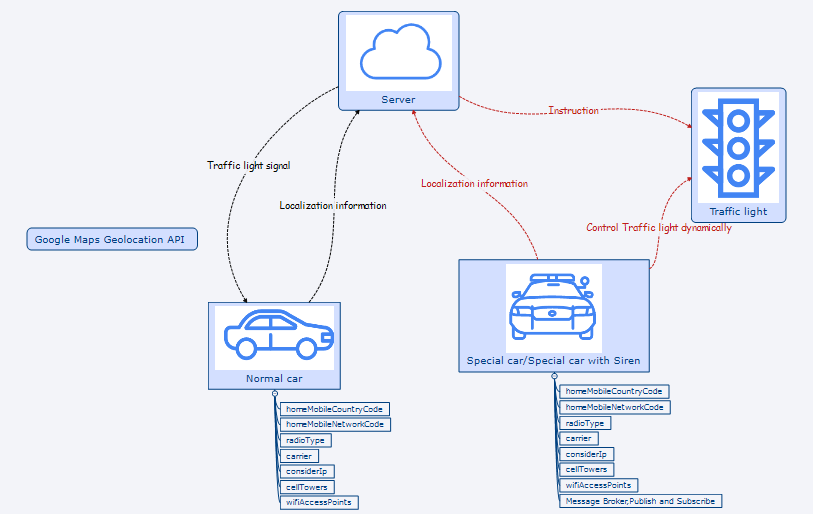 Server
Instruction
Traffic light
Traffic light signal
Localization information
Localization information
Control Traffic light dynamically
Google Maps Geolocation API
Normal car
homeMobileCountryCode
homeMobileNetworkCode
radioType
carrier
considerIp
cellTowers
wifiAccessPoints
Special car/Special car with Siren
homeMobileCountryCode
homeMobileNetworkCode
radioType
carrier
considerIp
cellTowers
wifiAccessPoints
Message Broker,Publish and Subscribe